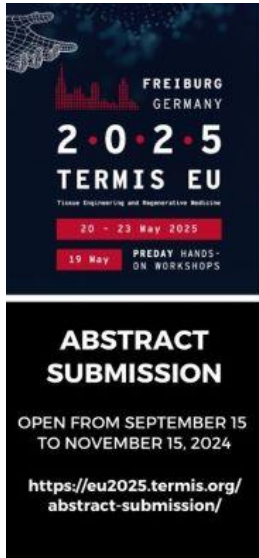 FREIBURG
GERMANY
2•0•2•5
TERMIS EU
Tissue Engineering and Regenerative Medicine
20 - 23 May 2025
19 May
PREDAY HANDS-
ON WORKSHOPS
ABSTRACT
SUBMISSION
OPEN FROM SEPTEMBER 15
TO NOVEMBER 15, 2024
https://eu2025.termis.org/
abstract-submission/